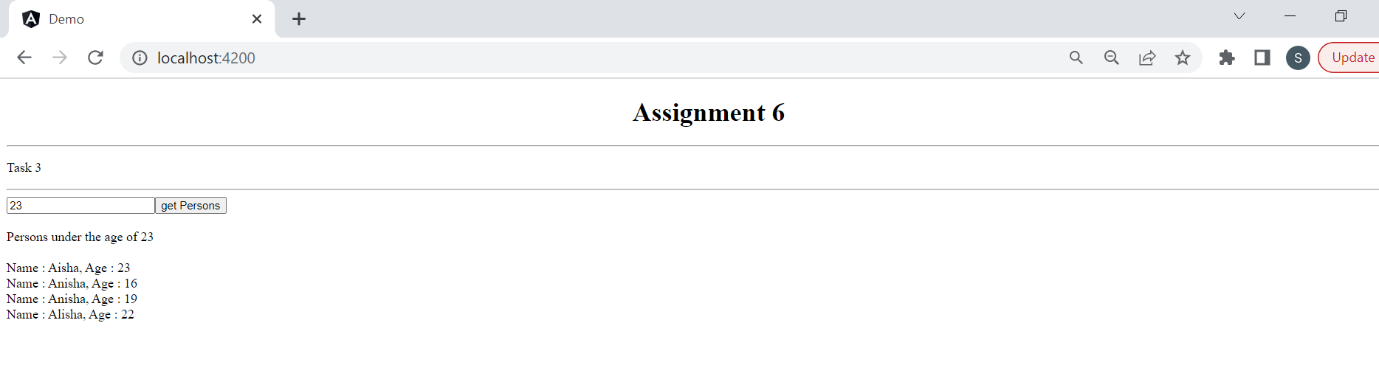 Demo
localhost:4200
S
Update
Assignment 6
Task 3
23 get Persons
Persons under the age of 23
Name : Aisha, Age : 23
Name : Anisha, Age : 16
Name : Anisha, Age : 19
Name : Alisha, Age : 22